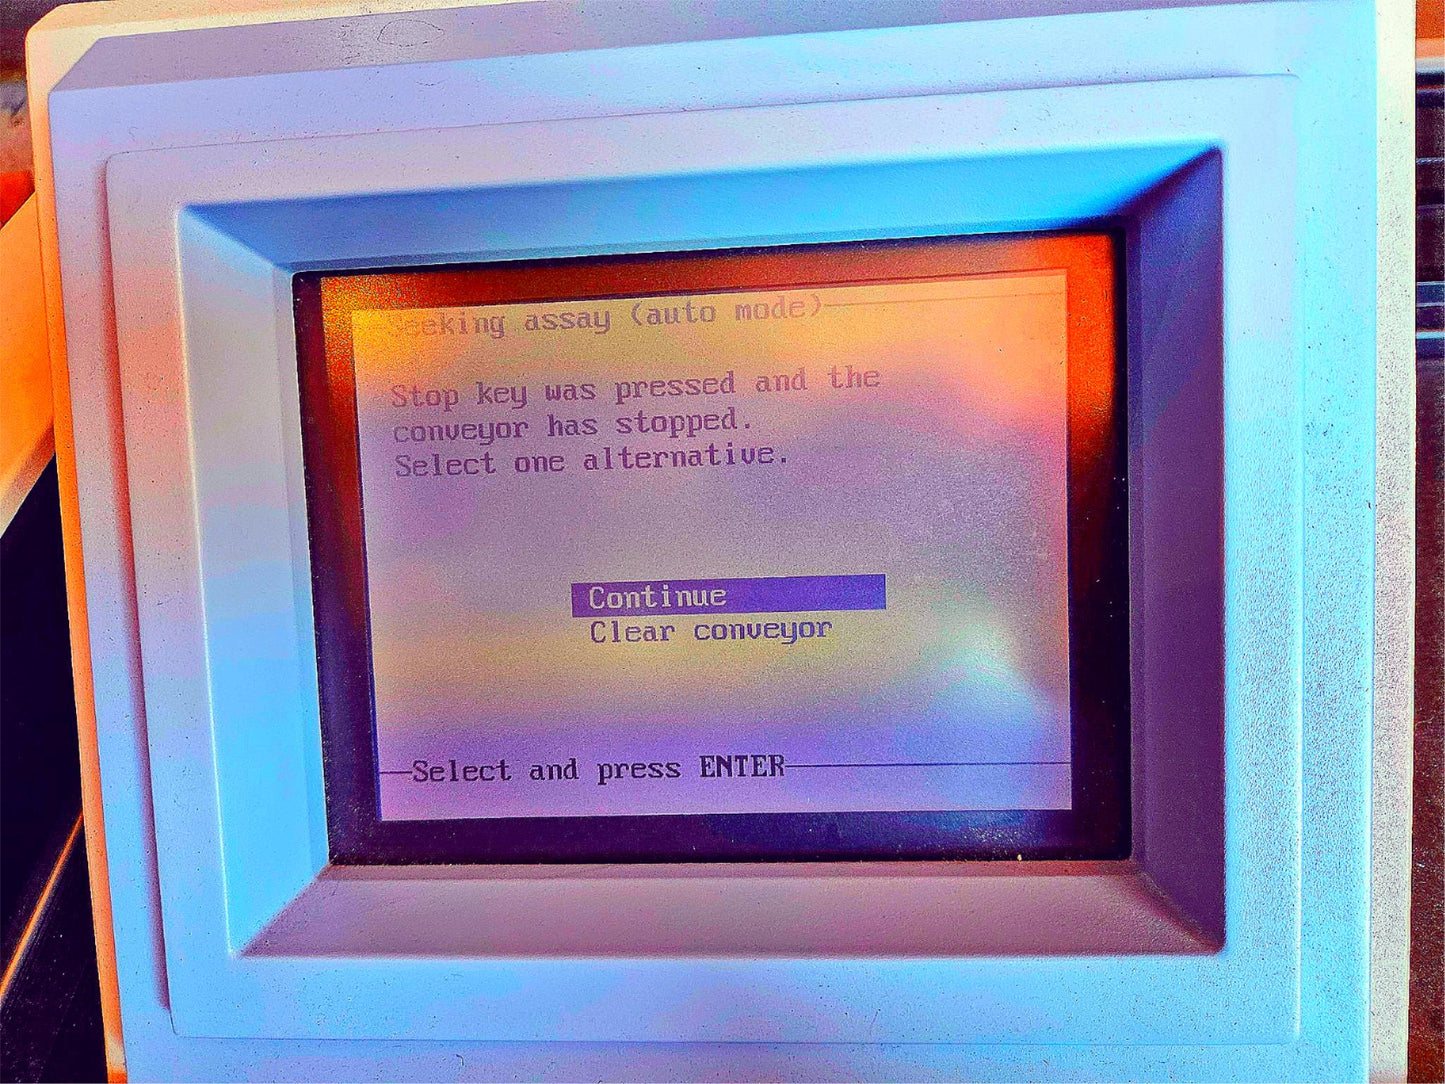 Seeking assay (auto mode)
Stop key was pressed and the
conveyor has stopped.
Select one alternative.
Continue
Clear conveyor
Select and press ENTER